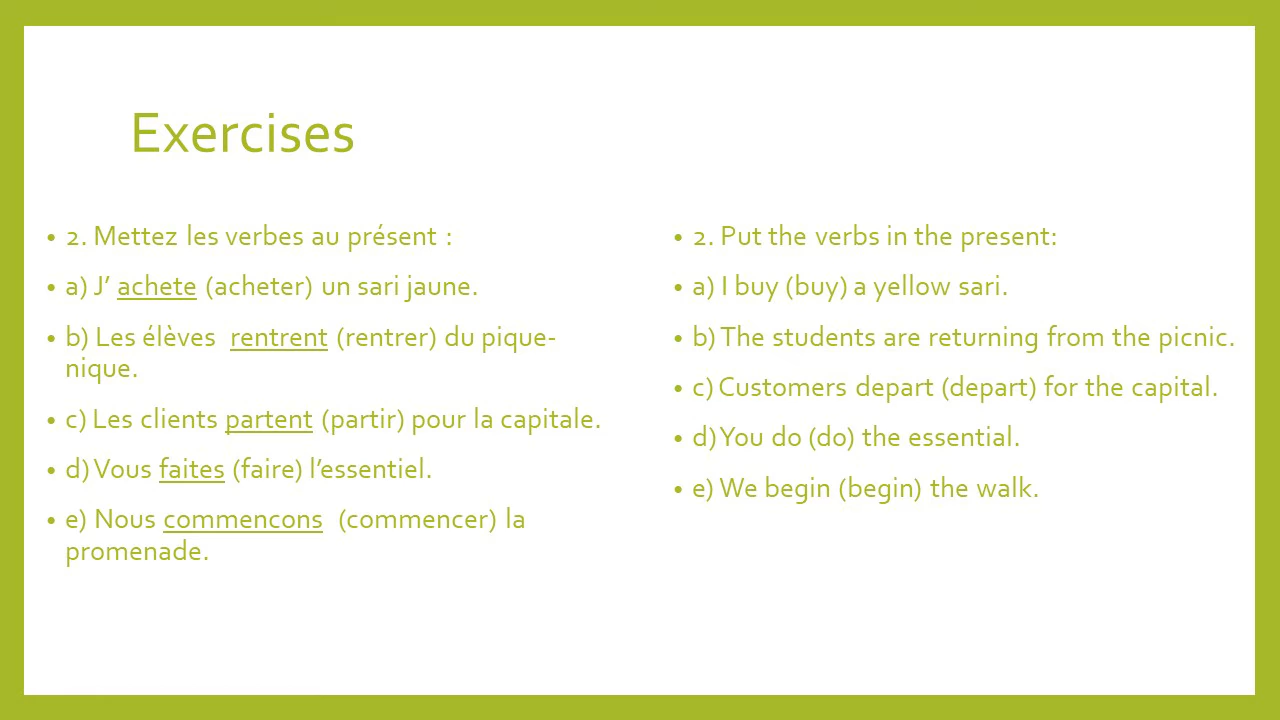 Exercises
• 2. Mettez les verbes au présent :
• a) J’ achete (acheter) un sari jaune.
• b) Les élèves rentrent (rentrer) du pique-
nique.
• c) Les clients partent (partir) pour la capitale.
• d) Vous faites (faire) l’essentiel.
• e) Nous commencons (commencer) la
promenade.
• 2. Put the verbs in the present:
• a) I buy (buy) a yellow sari.
• b) The students are returning from the picnic.
• c) Customers depart (depart) for the capital.
• d) You do (do) the essential.
• e) We begin (begin) the walk.